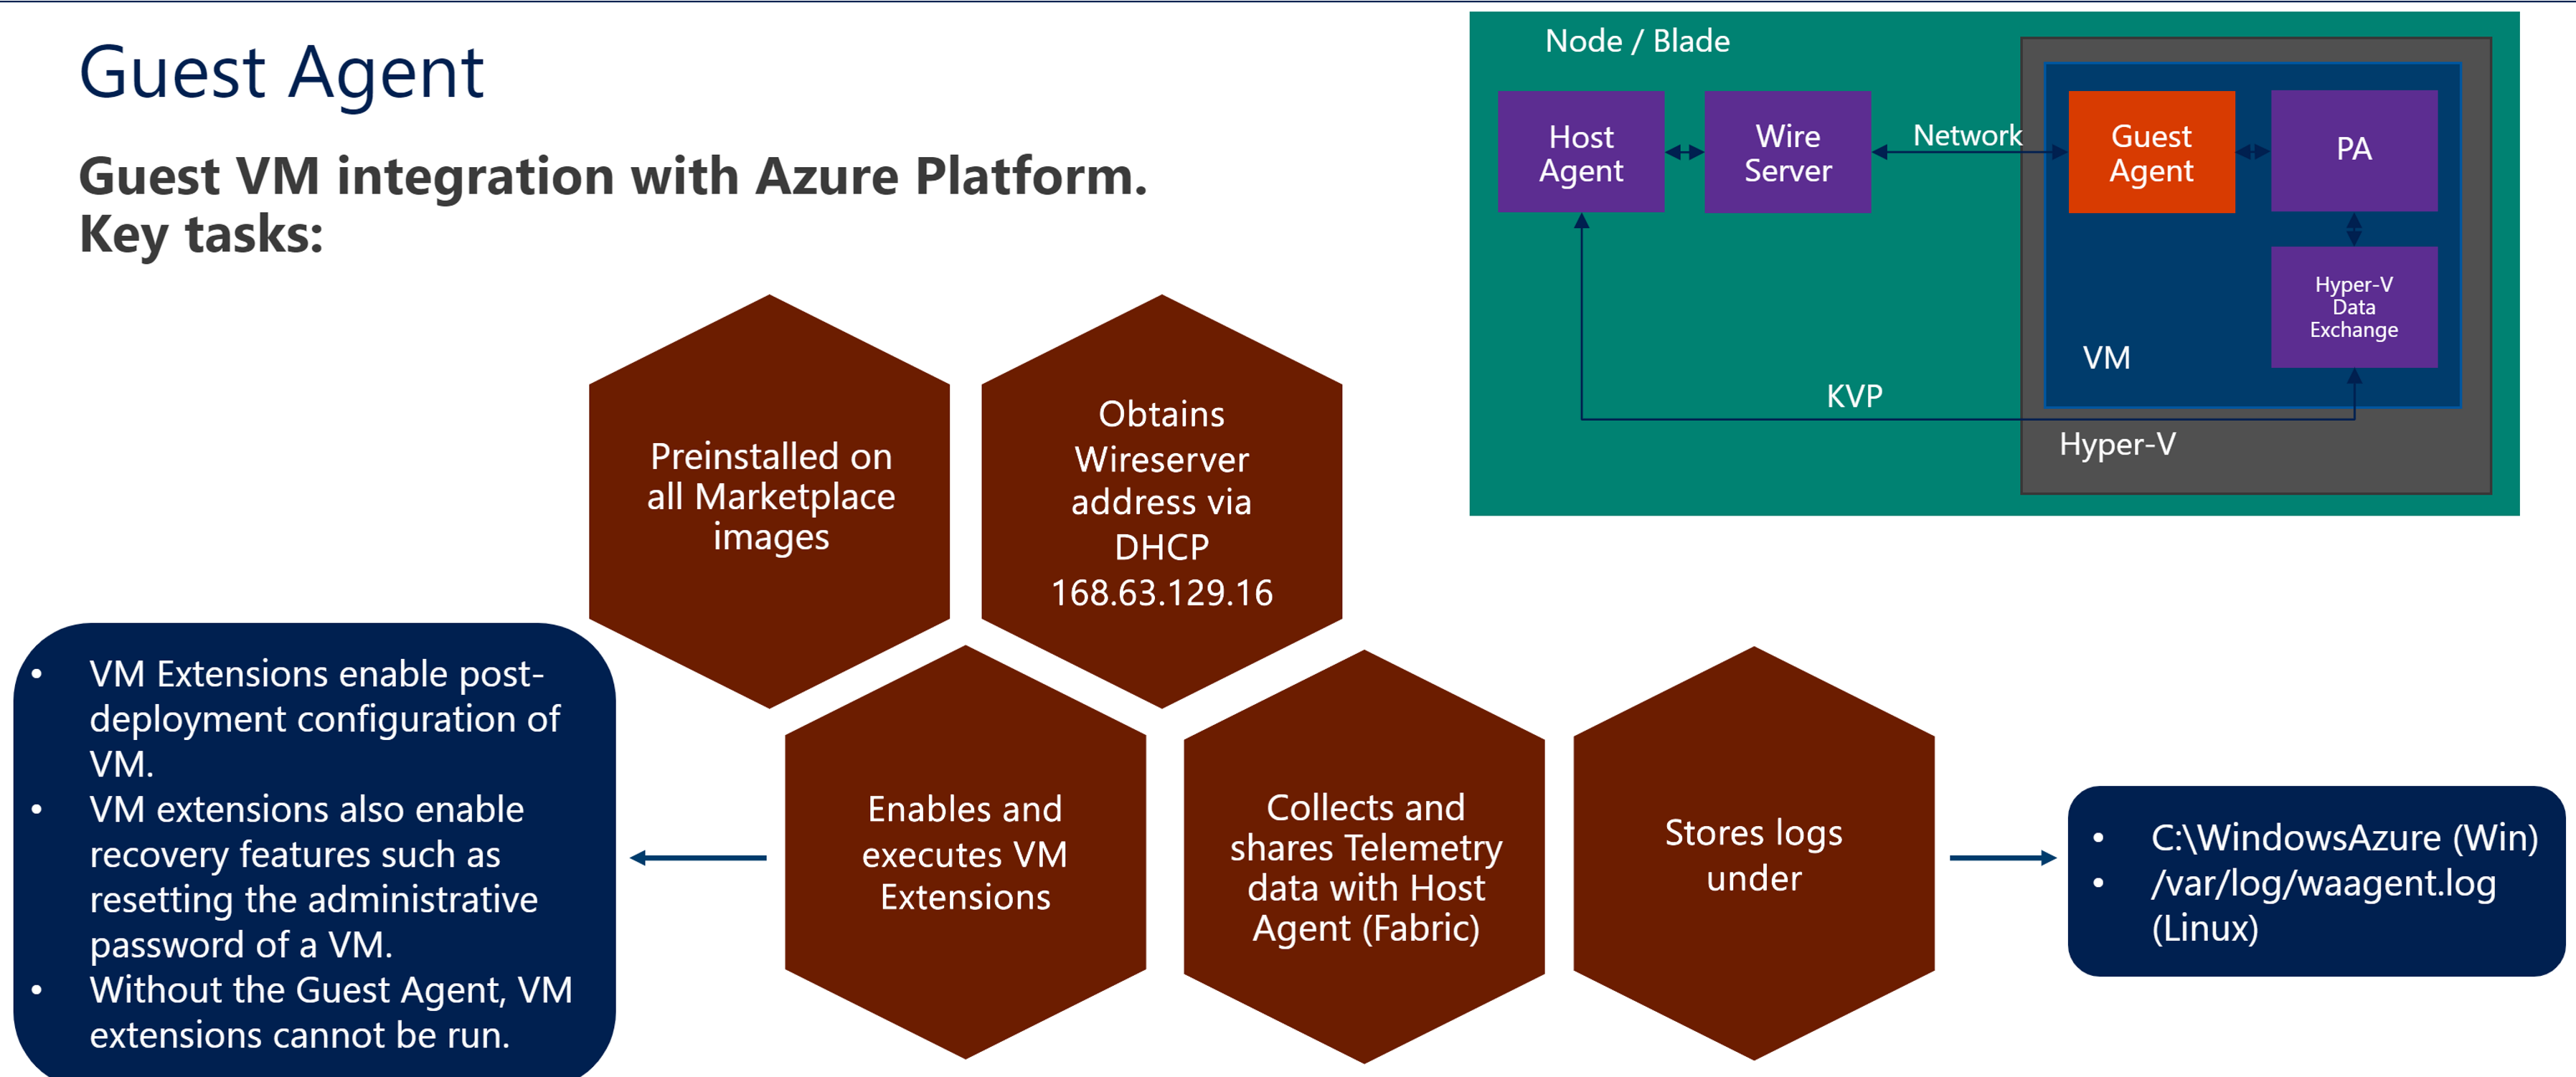 Guest Agent
Guest VM integration with Azure Platform.
Key tasks:
Node / Blade
Host
Agent
Wire
Server
Network
Guest
Agent
PA
Hyper-V
Data
Exchange
VM
KVP
Hyper-V
Preinstalled on
all Marketplace
images
Obtains
Wireserver
address via
DHCP
168.63.129.16
• VM Extensions enable post-
deployment configuration of
VM.
• VM extensions also enable
recovery features such as
resetting the administrative
password of a VM.
• Without the Guest Agent, VM
extensions cannot be run.
Enables and
executes VM
Extensions
Collects and
shares Telemetry
data with Host
Agent (Fabric)
Stores logs
under
• C:\WindowsAzure (Win)
• /var/log/waagent.log
(Linux)